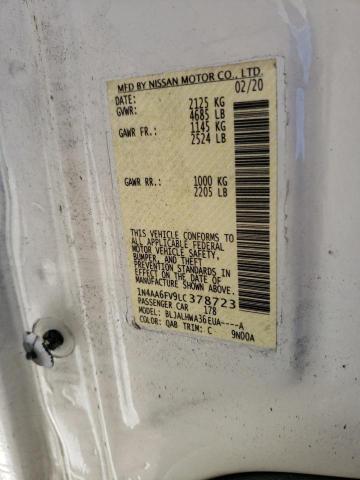 MFD BY NISSAN MOTOR CO., LTD.
DATE: 02/20
GVWR: 2125 KG
4685 LB
GAWR FR.: 1145 KG
2524 LB
GAWR RR.: 1000 KG
2205 LB
THIS VEHICLE CONFORMS TO ALL
APPLICABLE FEDERAL MOTOR
VEHICLE SAFETY, BUMPER, AND THEFT
PREVENTION STANDARDS IN EFFECT
ON THE DATE OF MANUFACTURE
SHOWN ABOVE.
1N4AA6FV9LC378723
PASSENGER CAR 178
MODEL: BLJALHWA36EUA----A
COLOR: QAB TRIM: C 9N00A